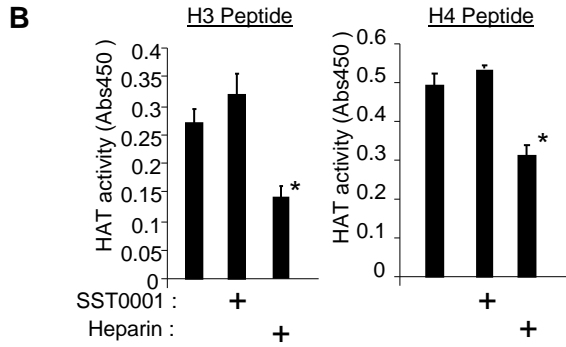 B
H3 Peptide
HAT activity (Abs450 )
0.4
0.35
0.3
0.25
0.2
0.15
0.1
0.05
0
*
H4 Peptide
HAT activity (Abs450 )
0.6
0.5
0.4
0.3
0.2
0.1
0
*
SST0001 : + +
Heparin : + +